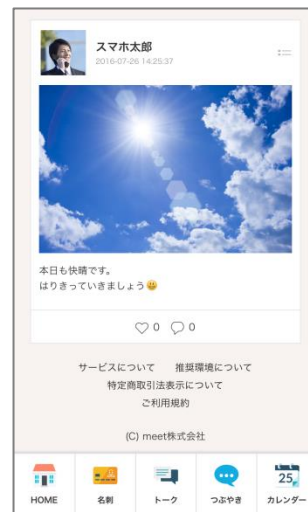 スマホ太郎
2016-07-26 14:25:37
本日も快晴です。
はりきっていきましょう😀
0 0
サービスについて 推奨環境について
特定商取引法表示について
ご利用規約
(C) meet株式会社
25
HOME 名刺 トーク つぶやき カレンダー